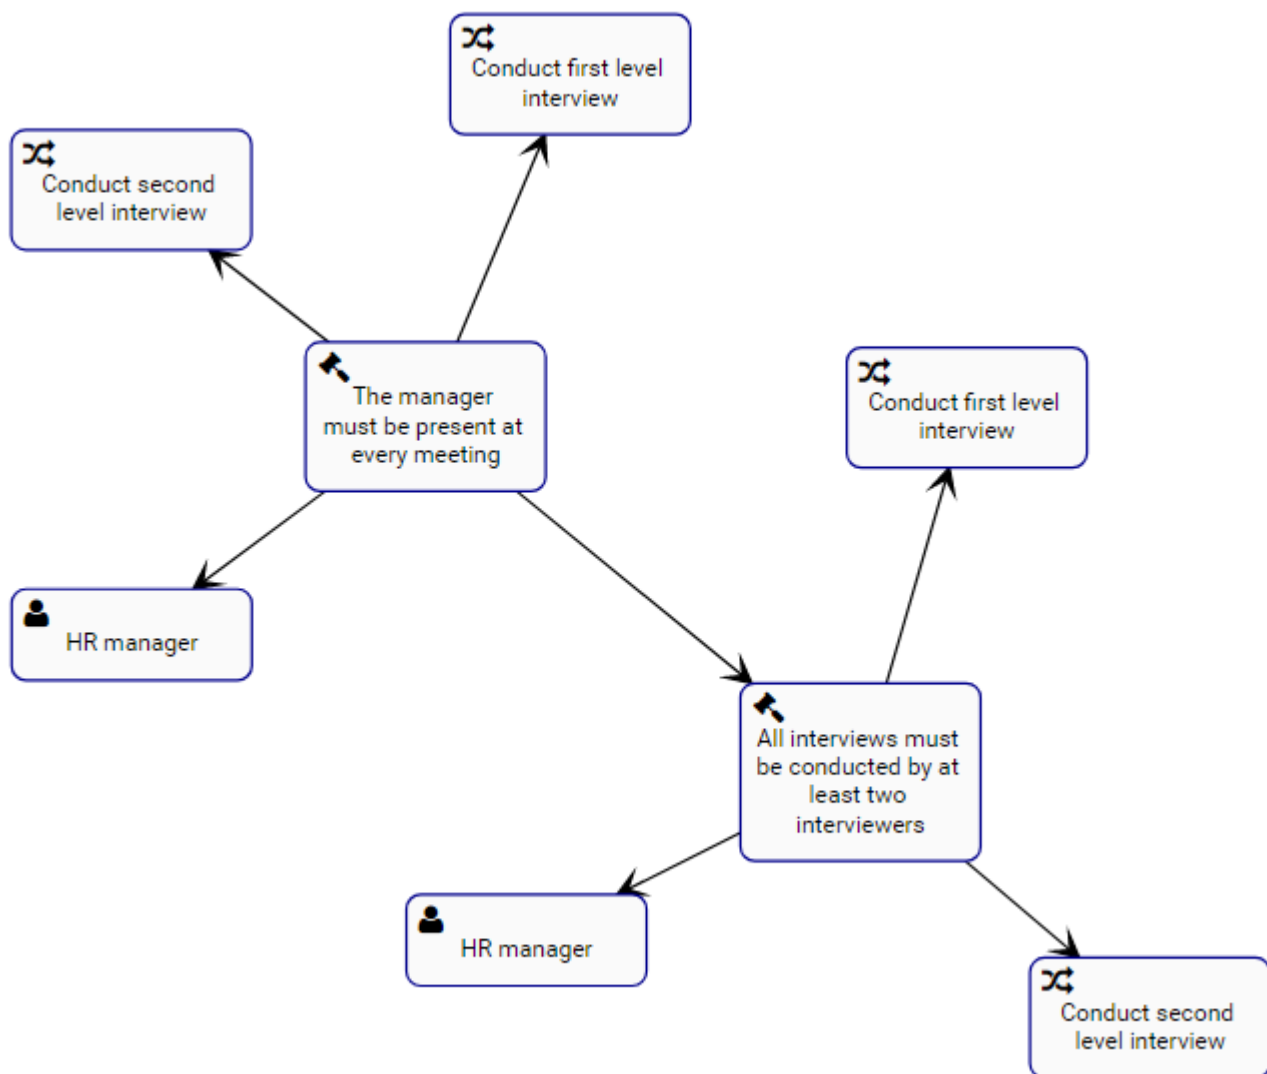 Conduct first level
interview
Conduct second
level interview
The manager
must be present at
every meeting
Conduct first level
interview
HR manager
All interviews must
be conducted by at
least two
interviewers
HR manager
Conduct second
level interview